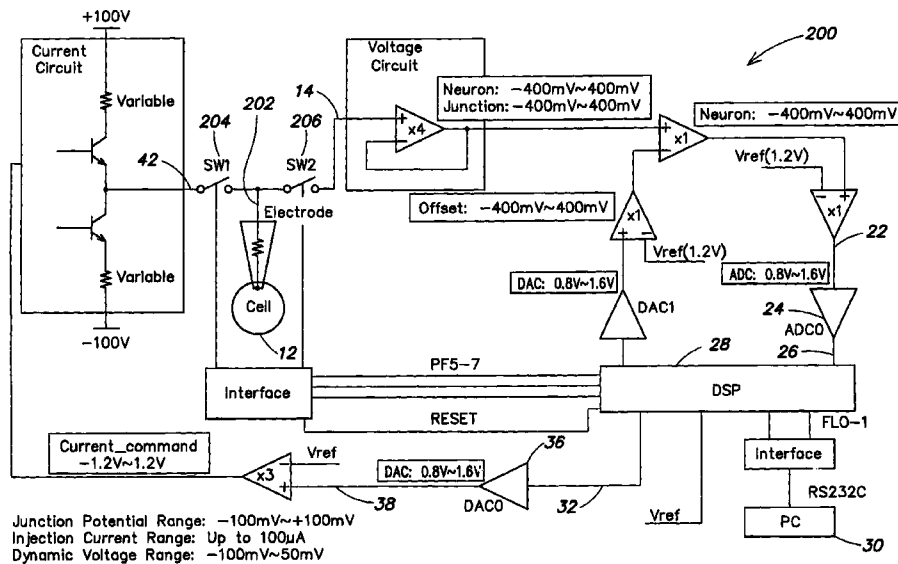 +100V
Current
Circuit
Variable
Variable
-100V
42
204
SW1
202
206
SW2
14
Electrode
Cell
12
Voltage
Circuit
x4
Neuron: -400mV~400mV
Junction: -400mV~400mV
200
Neuron: -400mV~400mV
x1
Vref(1.2V)
x1
22
Offset: -400mV~400mV
x1
Vref(1.2V)
DAC: 0.8V~1.6V
DAC1
ADC: 0.8V~1.6V
24
ADC0
26
28
Interface
PF5-7
RESET
DSP
FLO-1
Interface
RS232C
PC
30
Vref
32
36
DAC0
DAC: 0.8V~1.6V
38
Vref
x3
Current_command
-1.2V~1.2V
Junction Potential Range: -100mV~+100mV
Injection Current Range: Up to 100µA
Dynamic Voltage Range: -100mV~50mV